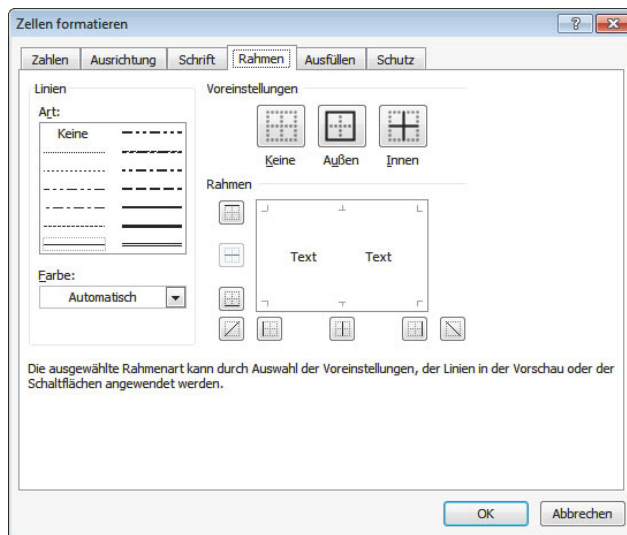 Zellen formatieren
Zahlen Ausrichtung Schrift Rahmen Ausfüllen Schutz
Linien
Art:
Keine
Farbe:
Automatisch
Voreinstellungen
Keine Außen Innen
Rahmen
Text Text
Die ausgewählte Rahmenart kann durch Auswahl der Voreinstellungen, der Linien in der Vorschau oder der
Schaltflächen angewendet werden.
OK Abbrechen